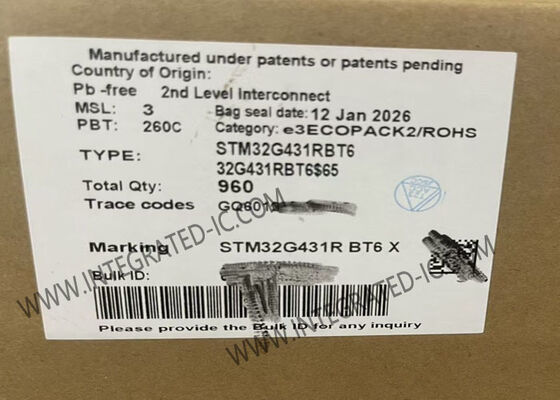 Manufactured under patents or patents pending
Country of Origin:
Pb -free 2nd Level Interconnect
MSL: 3 Bag seal date: 12 Jan 2026
PBT: 260C Category: e3ECOPACK2/ROHS
TYPE: STM32G431RBT6
32G431RBT6$65
Total Qty: 960
Trace codes
Marking STM32G431R BT6 X
Bulk ID:
Please provide the Bulk ID for any inquiry
WWW.INTEGRATED-IC.COM
WWW.INTEGRATED-IC.COM